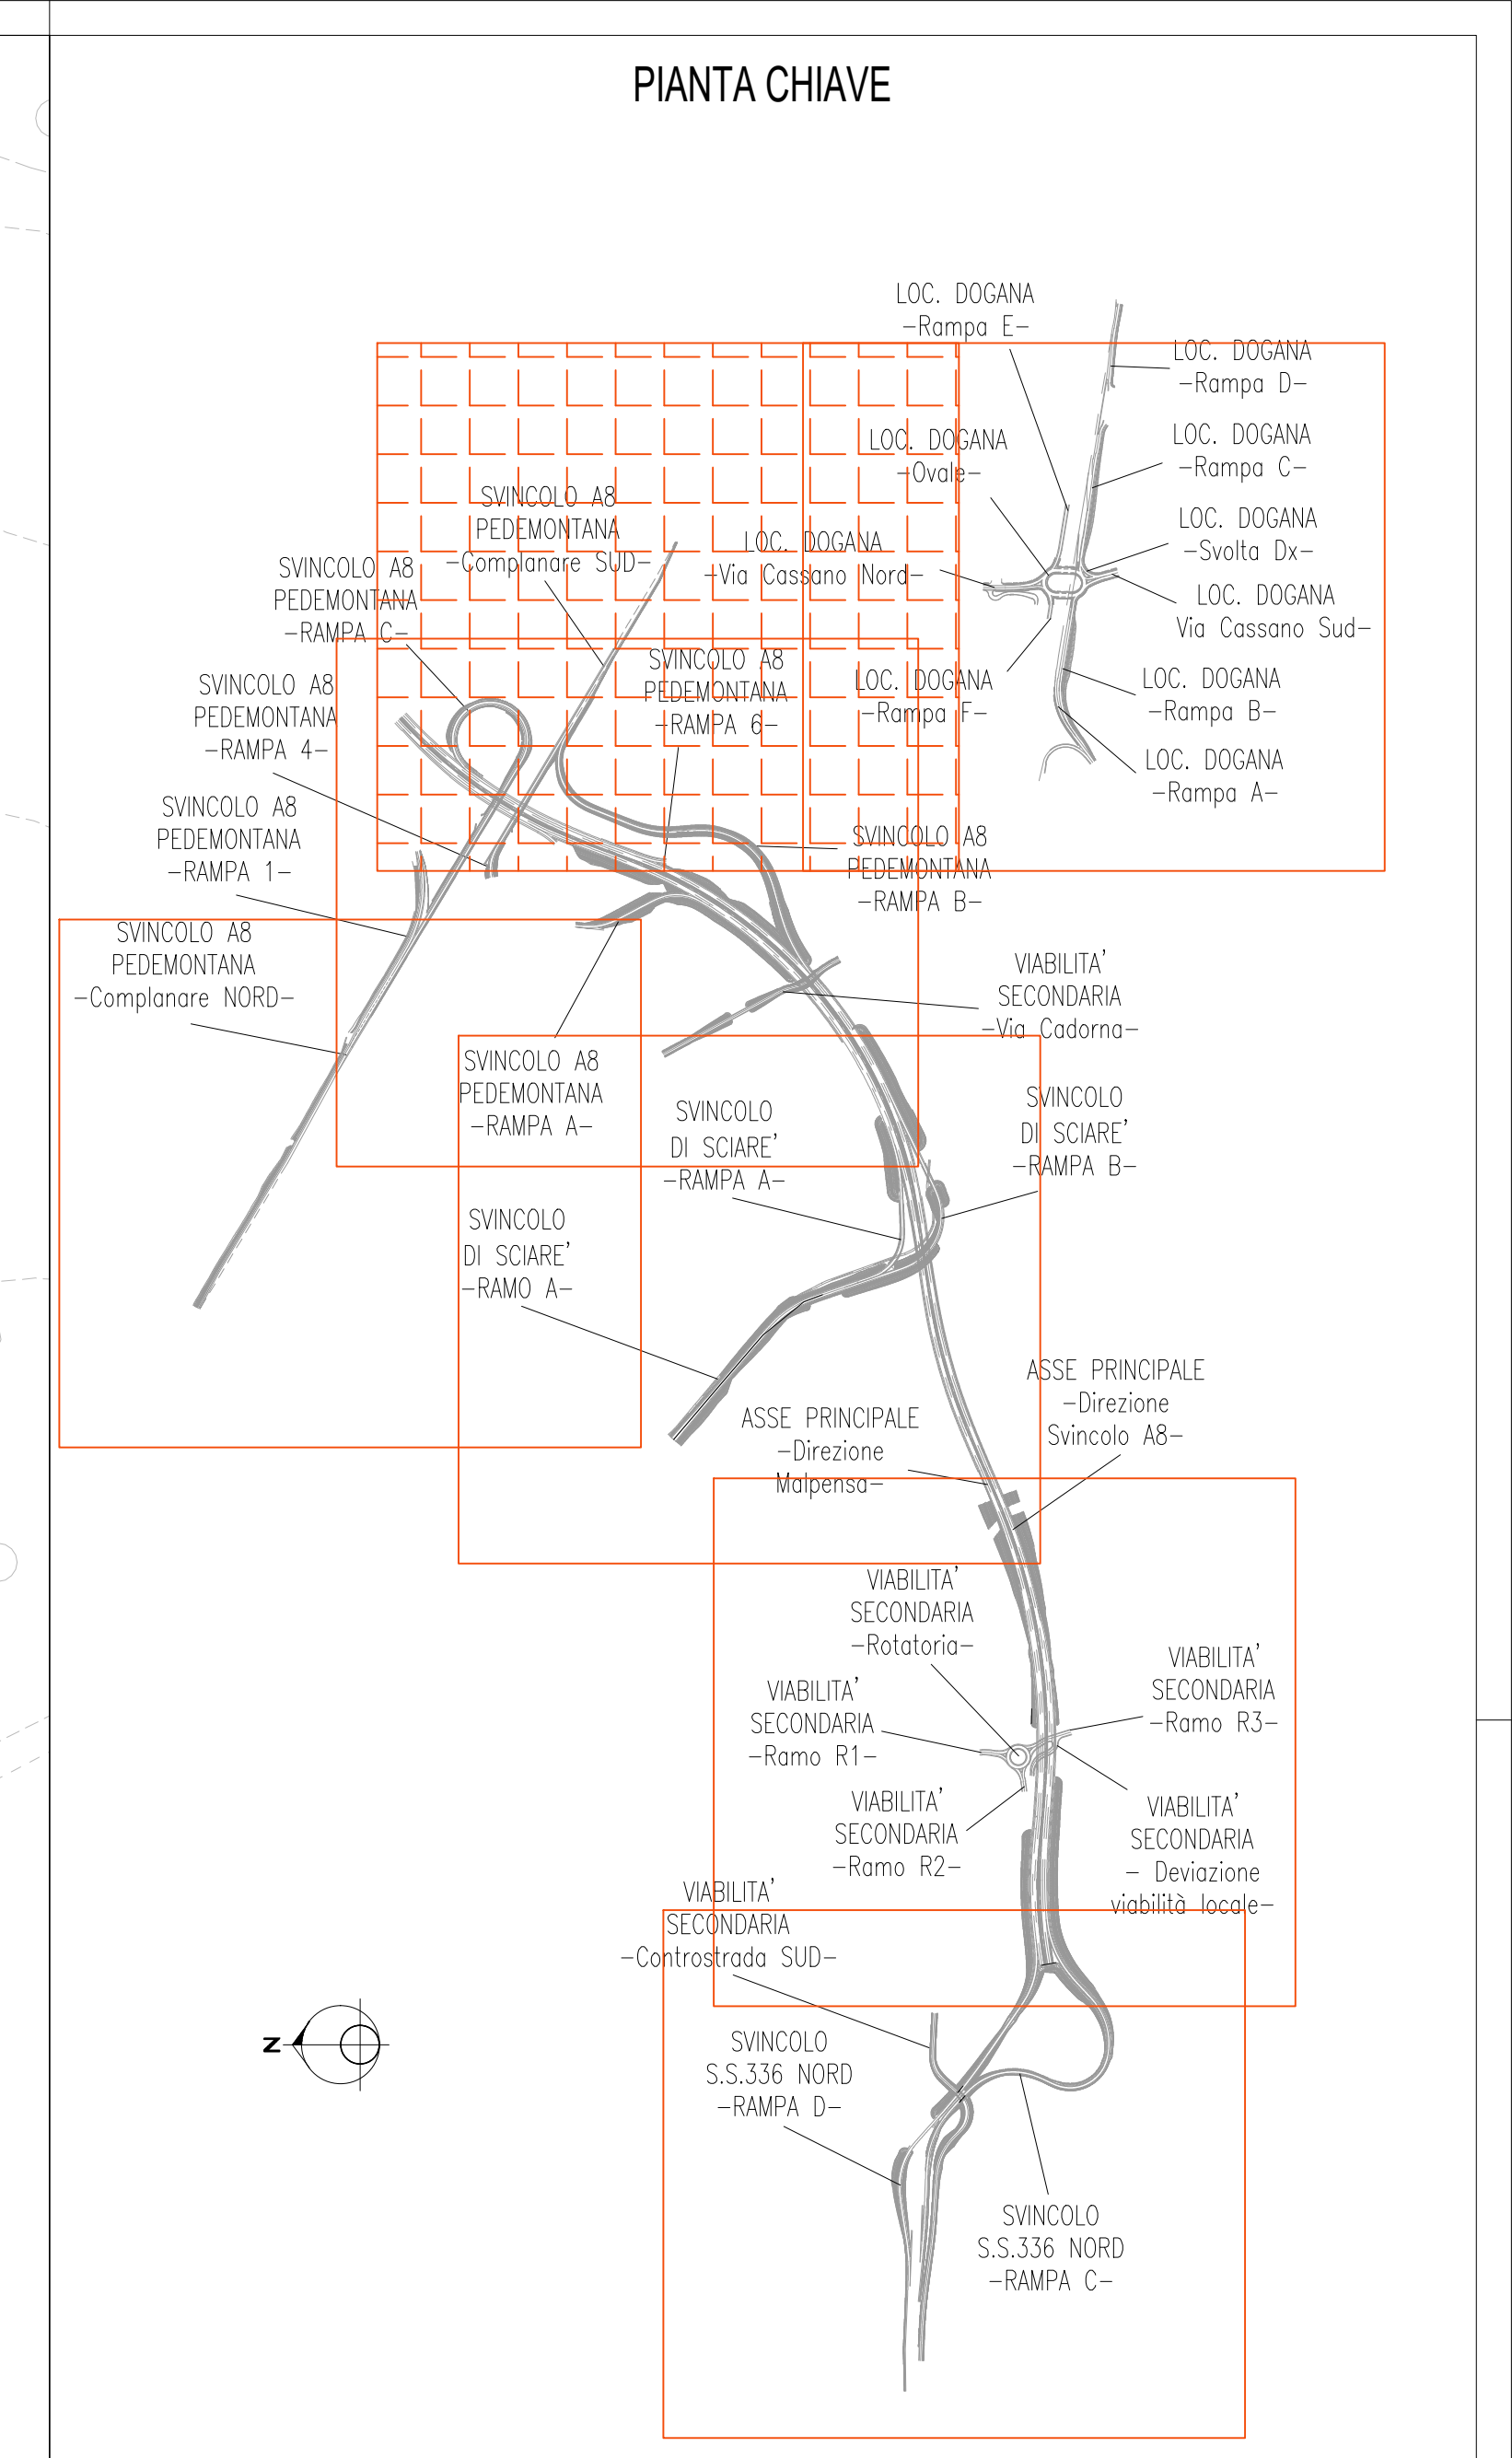 PIANTA CHIAVE
LOC. DOGANA
-Rampa E-
LOC. DOGANA
-Rampa D-
LOC. DOGANA
-Ovale-
LOC. DOGANA
-Rampa C-
SVINCOLO A8
PEDEMONTANA
-Complanare SUD-
LOC. DOGANA
-Via Cassano Nord-
LOC. DOGANA
-Svolta Dx-
SVINCOLO A8
PEDEMONTANA
-RAMPA C-
LOC. DOGANA
Via Cassano Sud-
SVINCOLO A8
PEDEMONTANA
-RAMPA 4-
SVINCOLO A8
PEDEMONTANA
-RAMPA 6-
LOC. DOGANA
-Rampa F-
LOC. DOGANA
-Rampa B-
LOC. DOGANA
-Rampa A-
SVINCOLO A8
PEDEMONTANA
-RAMPA 1-
SVINCOLO A8
PEDEMONTANA
-RAMPA B-
SVINCOLO A8
PEDEMONTANA
-Complanare NORD-
VIABILITA'
SECONDARIA
-Via Cadorna-
SVINCOLO A8
PEDEMONTANA
-RAMPA A-
SVINCOLO
DI SCIARE'
-RAMPA A-
SVINCOLO
DI SCIARE'
-RAMPA B-
SVINCOLO
DI SCIARE'
-RAMO A-
ASSE PRINCIPALE
-Direzione
Svincolo A8-
ASSE PRINCIPALE
-Direzione
Malpensa-
VIABILITA'
SECONDARIA
-Rotatoria-
VIABILITA'
SECONDARIA
-Ramo R3-
VIABILITA'
SECONDARIA
-Ramo R1-
VIABILITA'
SECONDARIA
-Ramo R2-
VIABILITA'
SECONDARIA
- Deviazione
viabilità locale-
VIABILITA'
SECONDARIA
-Controstrada SUD-
N
SVINCOLO
S.S.336 NORD
-RAMPA D-
SVINCOLO
S.S.336 NORD
-RAMPA C-